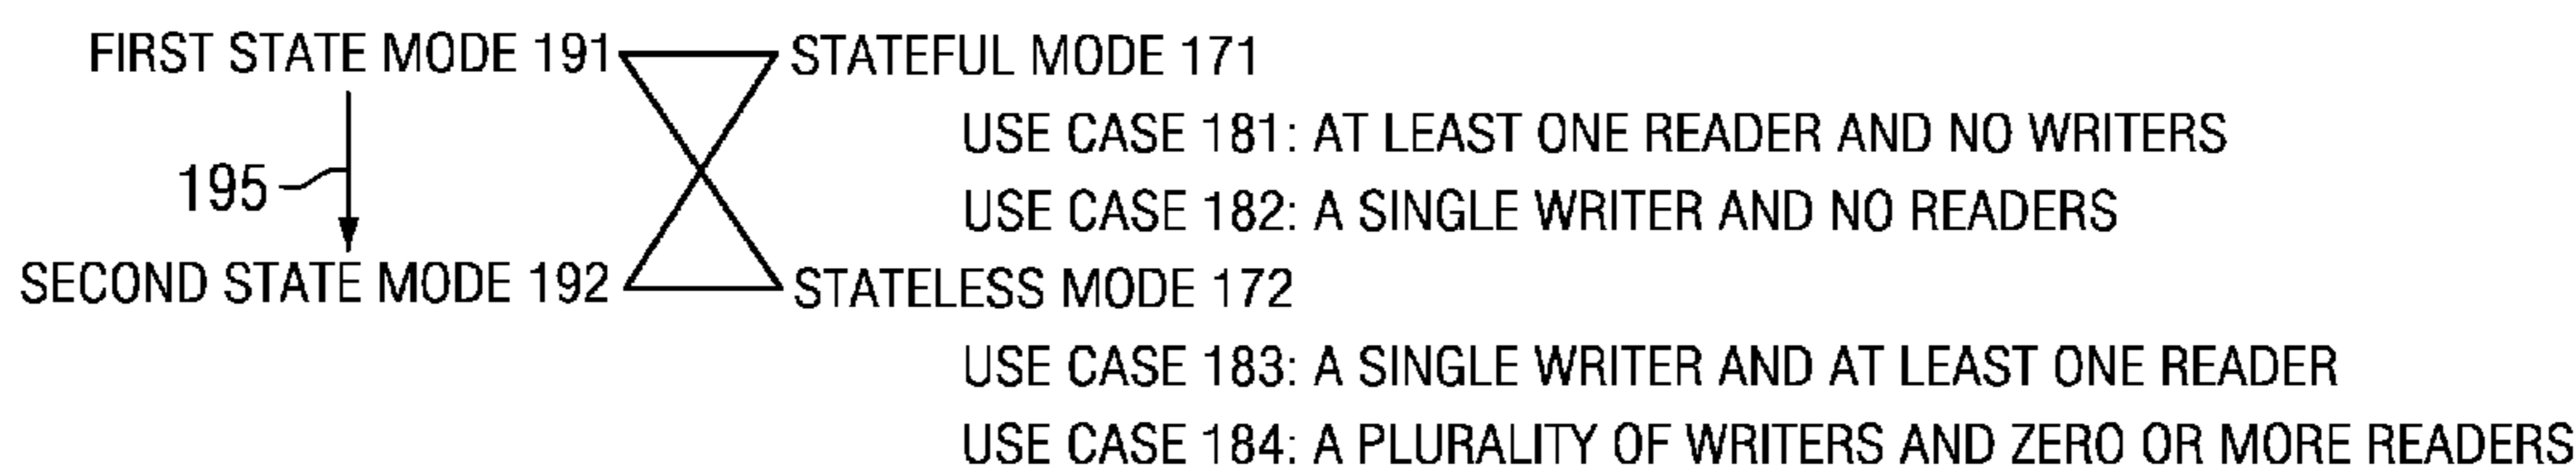 FIRST STATE MODE 191 STATEFUL MODE 171
USE CASE 181: AT LEAST ONE READER AND NO WRITERS
195
USE CASE 182: A SINGLE WRITER AND NO READERS
SECOND STATE MODE 192 STATELESS MODE 172
USE CASE 183: A SINGLE WRITER AND AT LEAST ONE READER
USE CASE 184: A PLURALITY OF WRITERS AND ZERO OR MORE READERS